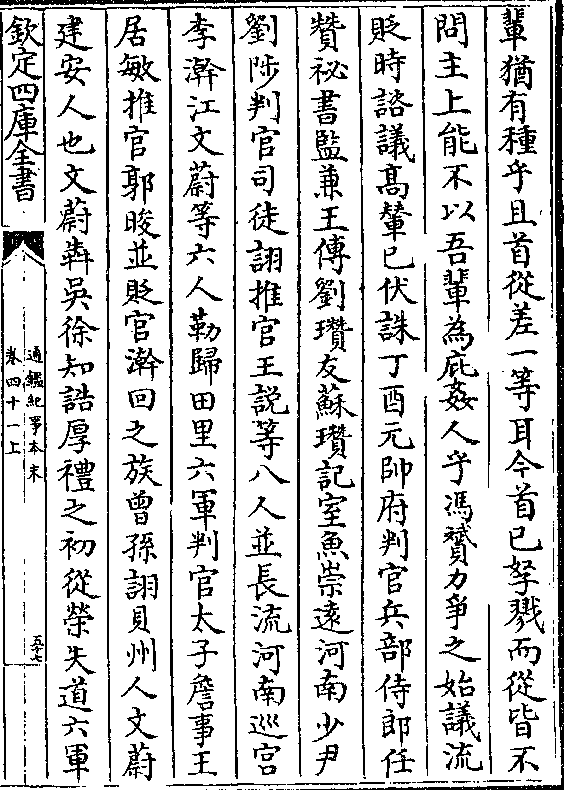 輩猶有種乎且首從差一等耳今首已孥戮而從皆不
問主上能不以吾輩為庇姦人乎馮贇力爭之始議流
貶時諮議高輦已伏誅丁酉元帥府判官兵部侍郎任
贊秘書監兼王傅劉瓚友蘇瓚記室魚崇遠河南少尹
劉陟判官司徒詡推官王說等八人並長流河南巡官
李澣江文蔚等六人勒歸田里六軍判官太子詹事王
居敏推官郭晙並貶官澣回之族曾孫詡貝州人文蔚
建安人也文蔚犇吳徐知誥厚禮之初從榮失道六軍
欽定四庫全書
通鑑紀事本末
卷四十一上
五十七